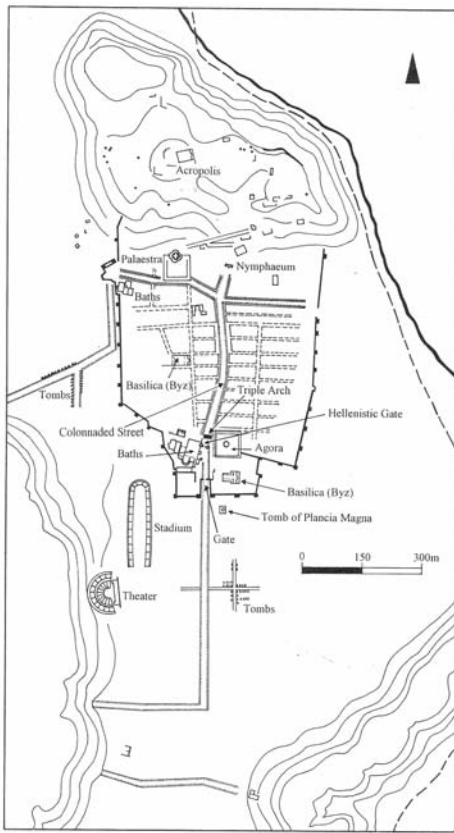 Acropolis
Palaestra
Nymphaeum
Baths
Basilica (Byz)
Tombs
Triple Arch
Hellenistic Gate
Colonnaded Street
Agora
Baths
Basilica (Byz)
Tomb of Plancia Magna
Gate
Stadium
0 150 300m
Theater
Tombs